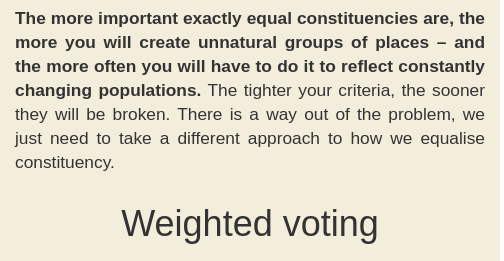 The more important exactly equal constituencies are, the
more you will create unnatural groups of places – and
the more often you will have to do it to reflect constantly
changing populations. The tighter your criteria, the sooner
they will be broken. There is a way out of the problem, we
just need to take a different approach to how we equalise
constituency.
Weighted voting